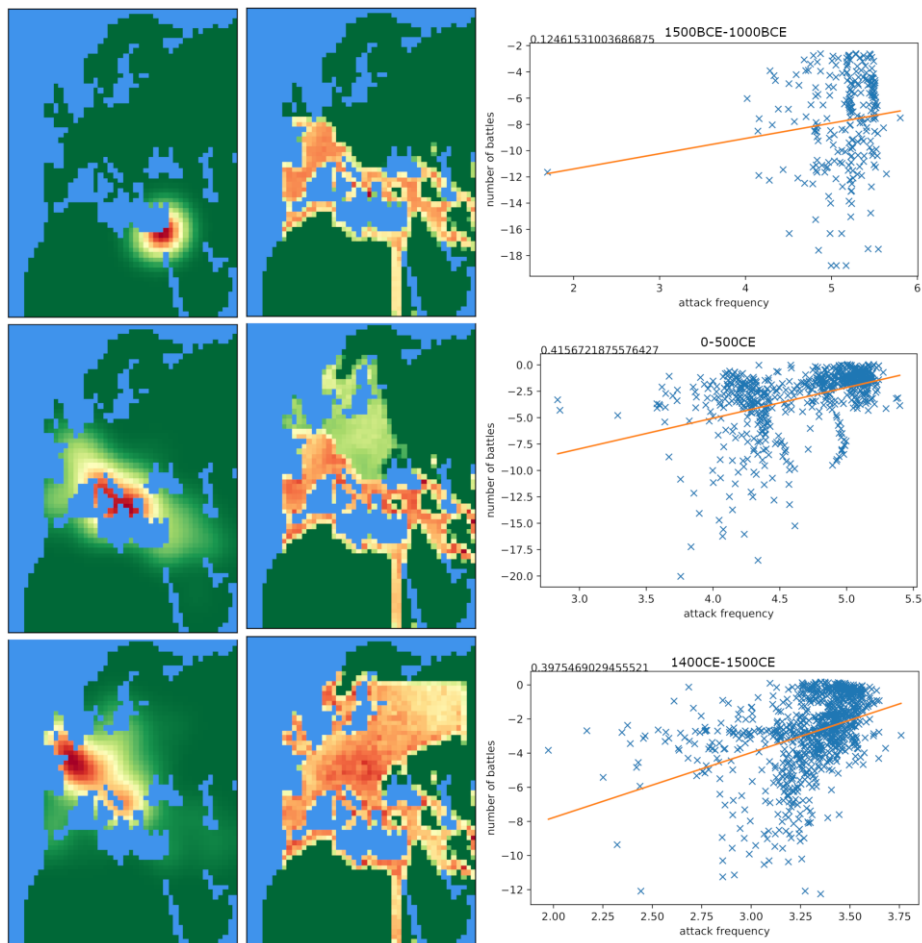 1500BCE-1000BCE
0.12461531003686875
−2
−4
−6
−8
−10
−12
−14
−16
−18
number of battles
2 3 4 5 6
attack frequency
0-500CE
0.4156721875576427
0.0
−2.5
−5.0
−7.5
−10.0
−12.5
−15.0
−17.5
−20.0
number of battles
3.0 3.5 4.0 4.5 5.0 5.5
attack frequency
1400CE-1500CE
0.3975469029455521
0
−2
−4
−6
−8
−10
−12
number of battles
2.00 2.25 2.50 2.75 3.00 3.25 3.50 3.75
attack frequency